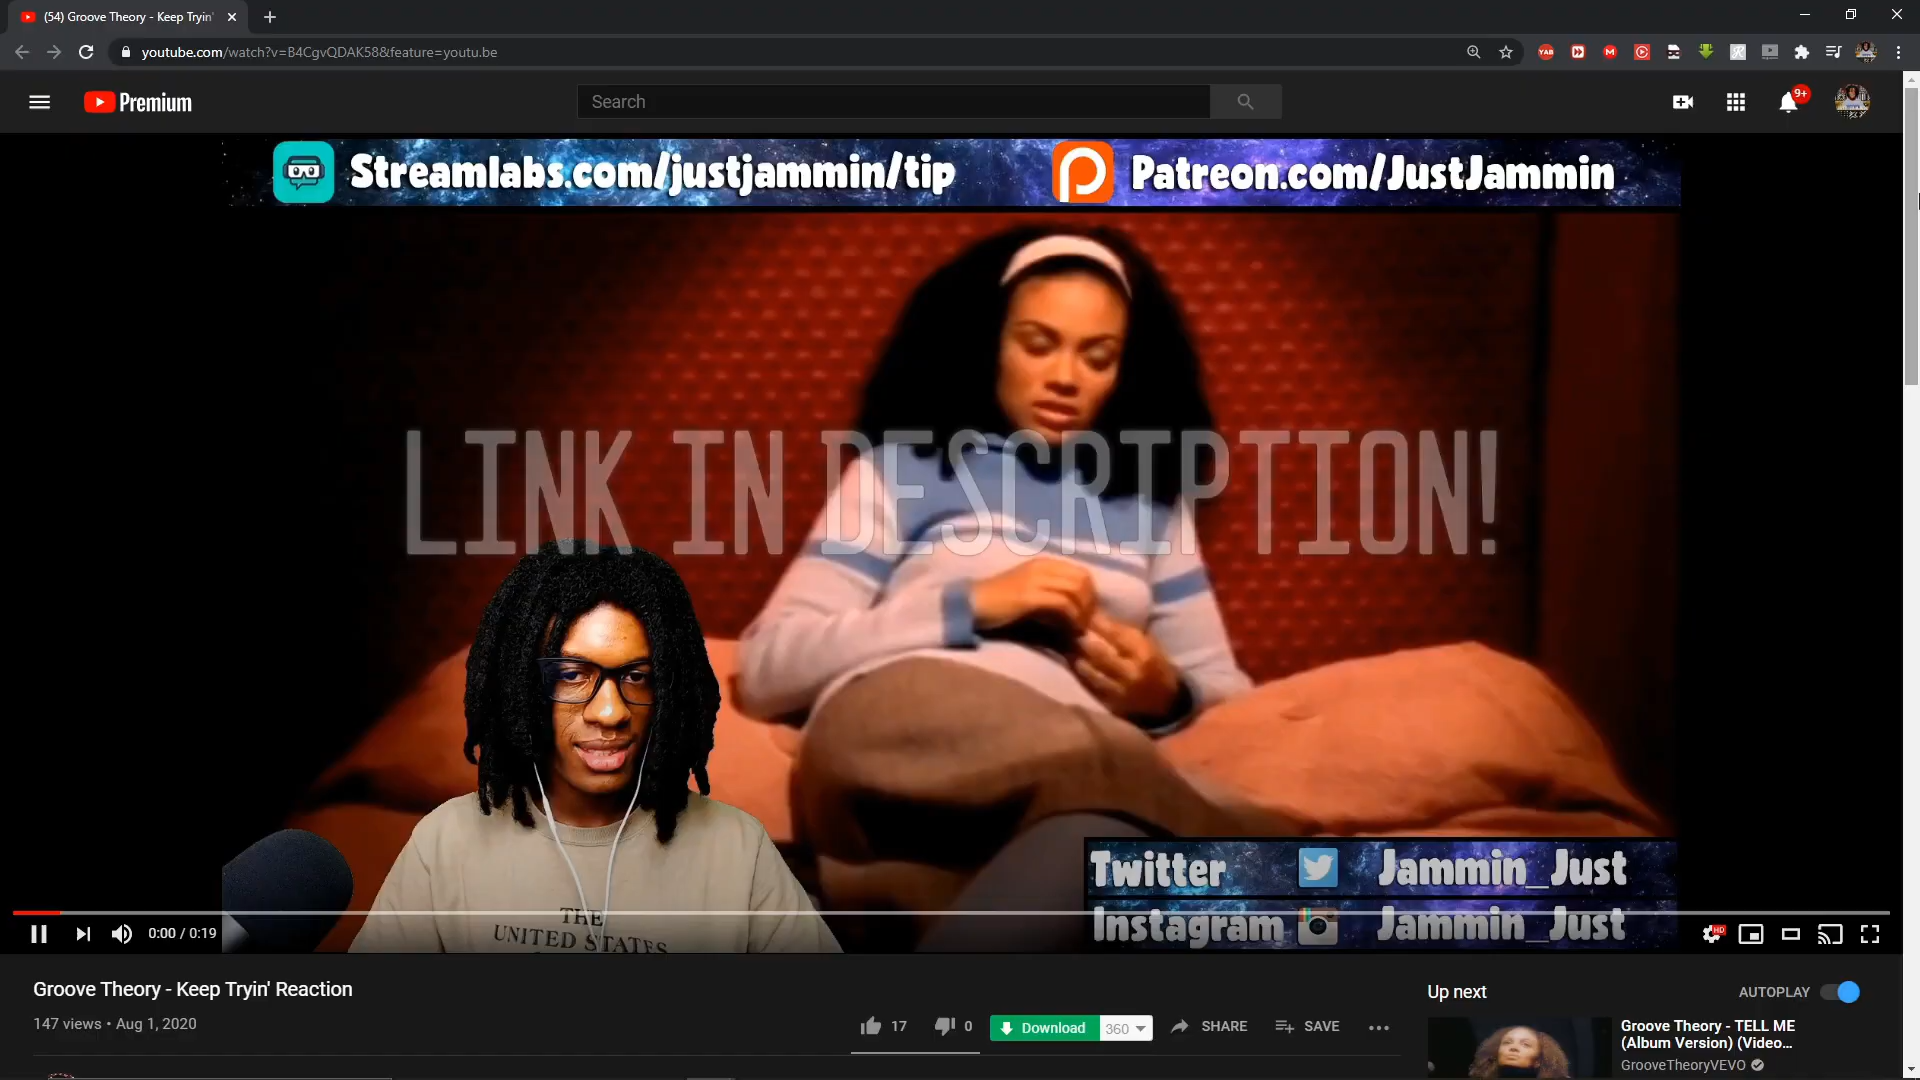 (54) Groove Theory - Keep Tryin'
youtube.com/watch?v=B4CgvQDAK58&feature=youtu.be
Premium
Search
9+
Streamlabs.com/justjammin/tip
Patreon.com/JustJammin
LINK IN DESCRIPTION!
THE
UNITED STATES
Twitter Jammin_Just
Instagram Jammin_Just
0:00 / 0:19
HD
Groove Theory - Keep Tryin' Reaction
147 views • Aug 1, 2020
17
0
Download 360
SHARE
SAVE
Up next
AUTOPLAY
Groove Theory - TELL ME
(Album Version) (Video...
GrooveTheoryVEVO